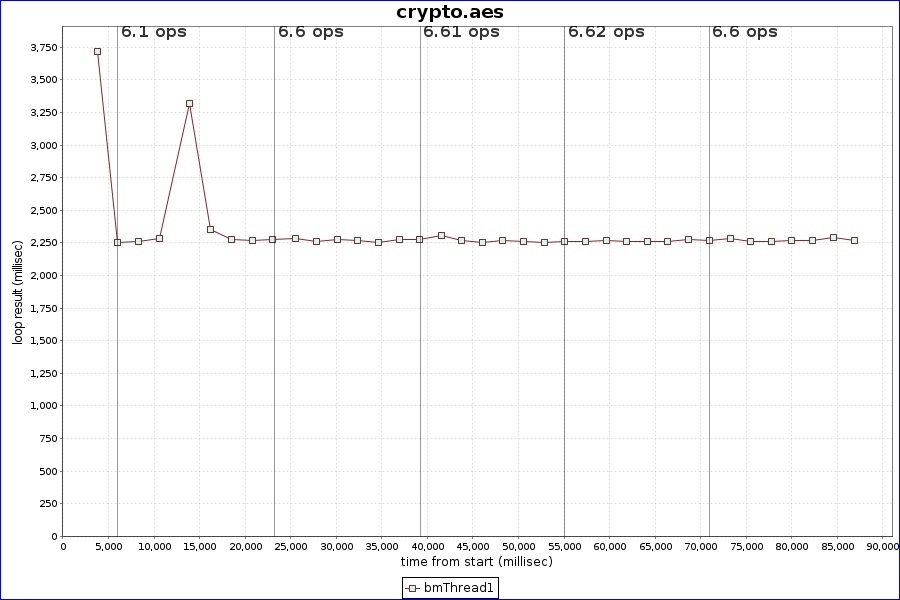 crypto.aes
6.1 ops 6.6 ops 6.61 ops 6.62 ops 6.6 ops
3,750
3,500
3,250
3,000
2,750
2,500
2,250
2,000
1,750
1,500
1,250
1,000
750
500
250
0
loop result (millisec)
0 5,000 10,000 15,000 20,000 25,000 30,000 35,000 40,000 45,000 50,000 55,000 60,000 65,000 70,000 75,000 80,000 85,000 90,000
time from start (millisec)
bmThread1